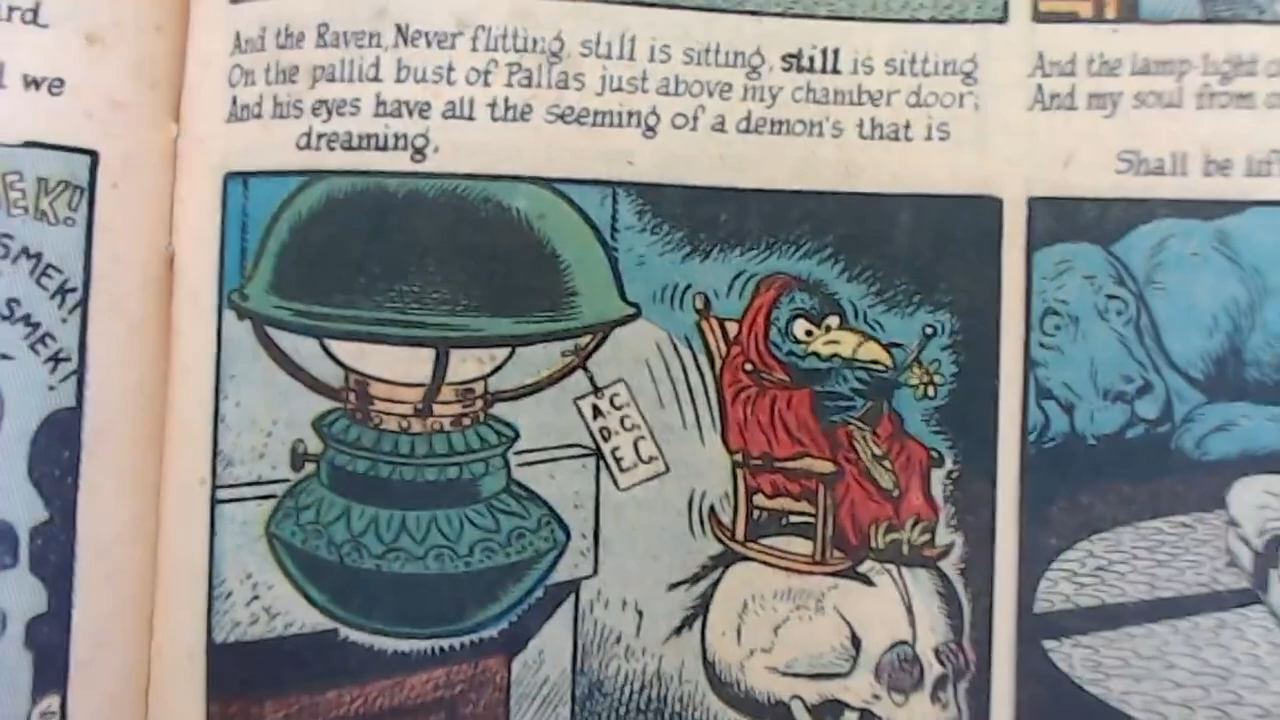 ard
d we
EK!
SMEK!
SMEK!
And the Raven, Never flitting, still is sitting, still is sitting
On the pallid bust of Pallas just above my chamber door;
And his eyes have all the seeming of a demon's that is
dreaming,
A.C.
D.C.
E.C.
And the lamp-light
And my soul from
Shall be lif